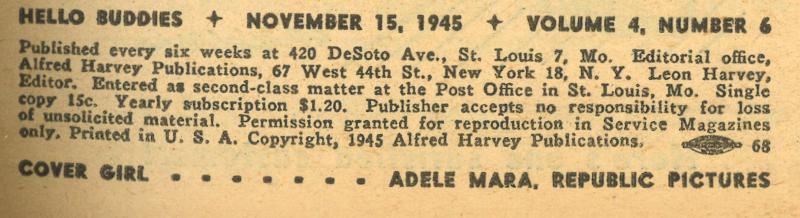 HELLO BUDDIES ✦ NOVEMBER 15, 1945 ✦ VOLUME 4, NUMBER 6
Published every six weeks at 420 DeSoto Ave., St. Louis 7, Mo. Editorial office,
Alfred Harvey Publications, 67 West 44th St., New York 18, N. Y. Leon Harvey,
Editor. Entered as second-class matter at the Post Office in St. Louis, Mo. Single
copy 15c. Yearly subscription $1.20. Publisher accepts no responsibility for loss
of unsolicited material. Permission granted for reproduction in Service Magazines
only. Printed in U. S. A. Copyright, 1945 Alfred Harvey Publications. 68
COVER GIRL - - - - - - - - ADELE MARA, REPUBLIC PICTURES